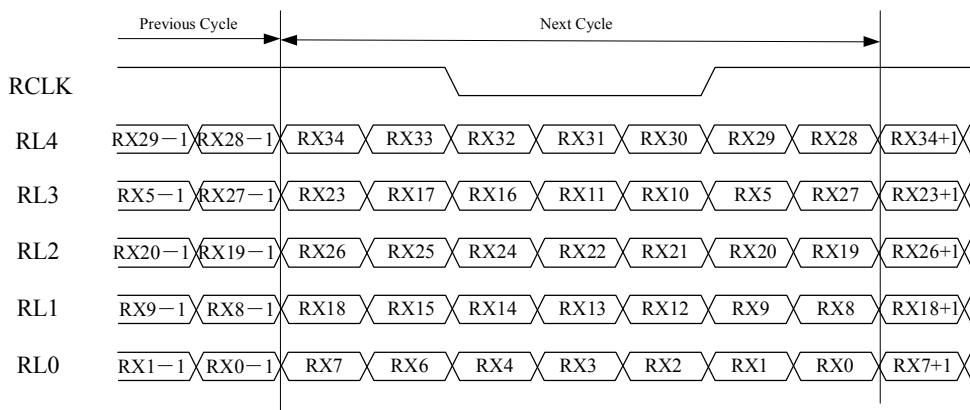 Previous Cycle Next Cycle
RCLK
RL4 RX29－1 RX28－1 RX34 RX33 RX32 RX31 RX30 RX29 RX28 RX34+1
RL3 RX5－1 RX27－1 RX23 RX17 RX16 RX11 RX10 RX5 RX27 RX23+1
RL2 RX20－1 RX19－1 RX26 RX25 RX24 RX22 RX21 RX20 RX19 RX26+1
RL1 RX9－1 RX8－1 RX18 RX15 RX14 RX13 RX12 RX9 RX8 RX18+1
RL0 RX1－1 RX0－1 RX7 RX6 RX4 RX3 RX2 RX1 RX0 RX7+1